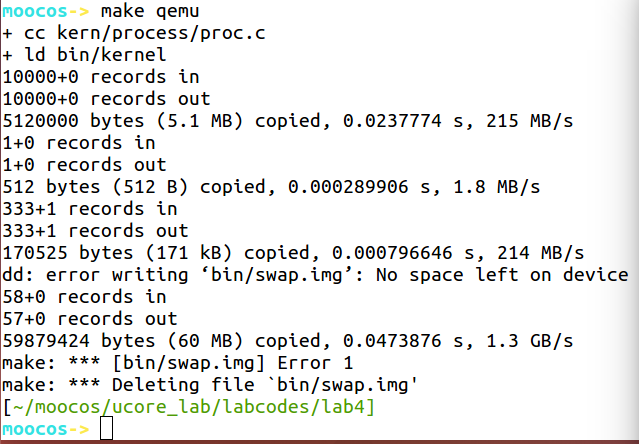 moocos-> make qemu
+ cc kern/process/proc.c
+ ld bin/kernel
10000+0 records in
10000+0 records out
5120000 bytes (5.1 MB) copied, 0.0237774 s, 215 MB/s
1+0 records in
1+0 records out
512 bytes (512 B) copied, 0.000289906 s, 1.8 MB/s
333+1 records in
333+1 records out
170525 bytes (171 kB) copied, 0.000796646 s, 214 MB/s
dd: error writing ‘bin/swap.img’: No space left on device
58+0 records in
57+0 records out
59879424 bytes (60 MB) copied, 0.0473876 s, 1.3 GB/s
make: *** [bin/swap.img] Error 1
make: *** Deleting file `bin/swap.img'
[~/moocos/ucore_lab/labcodes/lab4]
moocos->